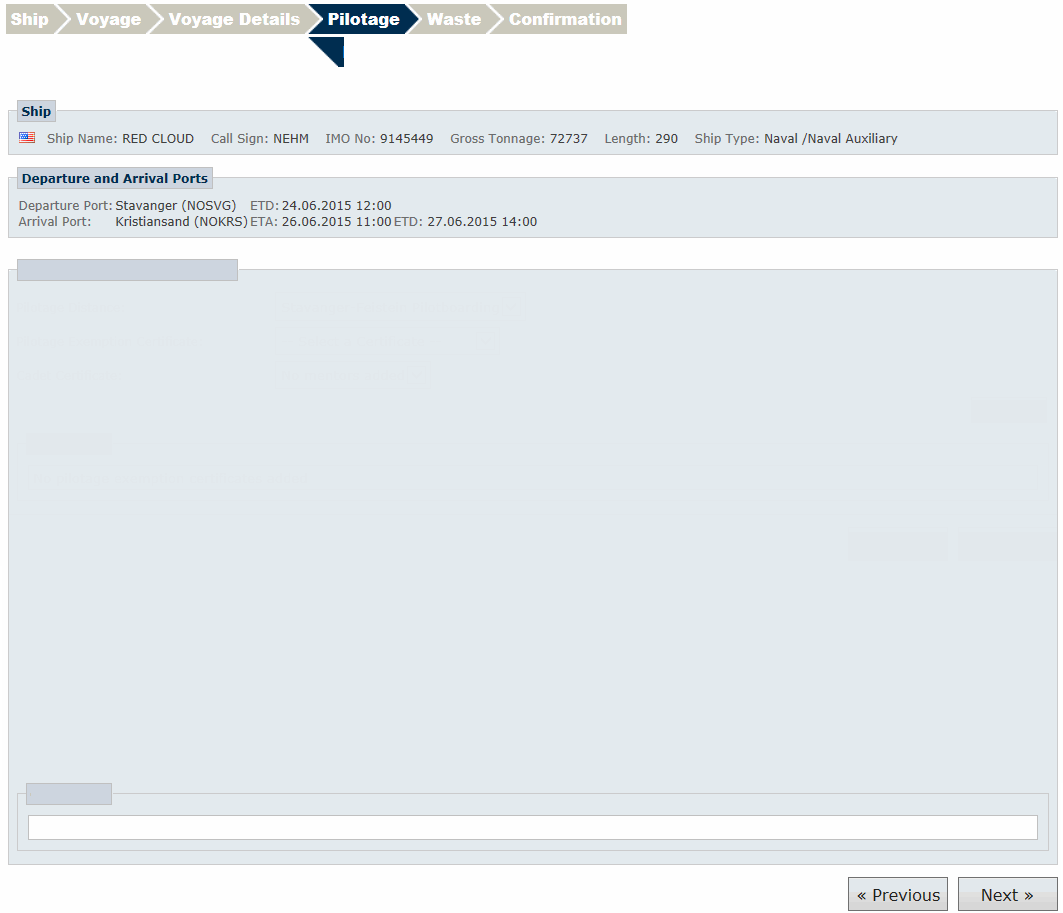 Ship Voyage Voyage Details Pilotage Waste Confirmation
Ship
Ship Name: RED CLOUD Call Sign: NEHM IMO No: 9145449 Gross Tonnage: 72737 Length: 290 Ship Type: Naval /Naval Auxiliary
Departure and Arrival Ports
Departure Port: Stavanger (NOSVG) ETD: 24.06.2015 12:00
Arrival Port: Kristiansand (NOKRS) ETA: 26.06.2015 11:00 ETD: 27.06.2015 14:00
« Previous Next »